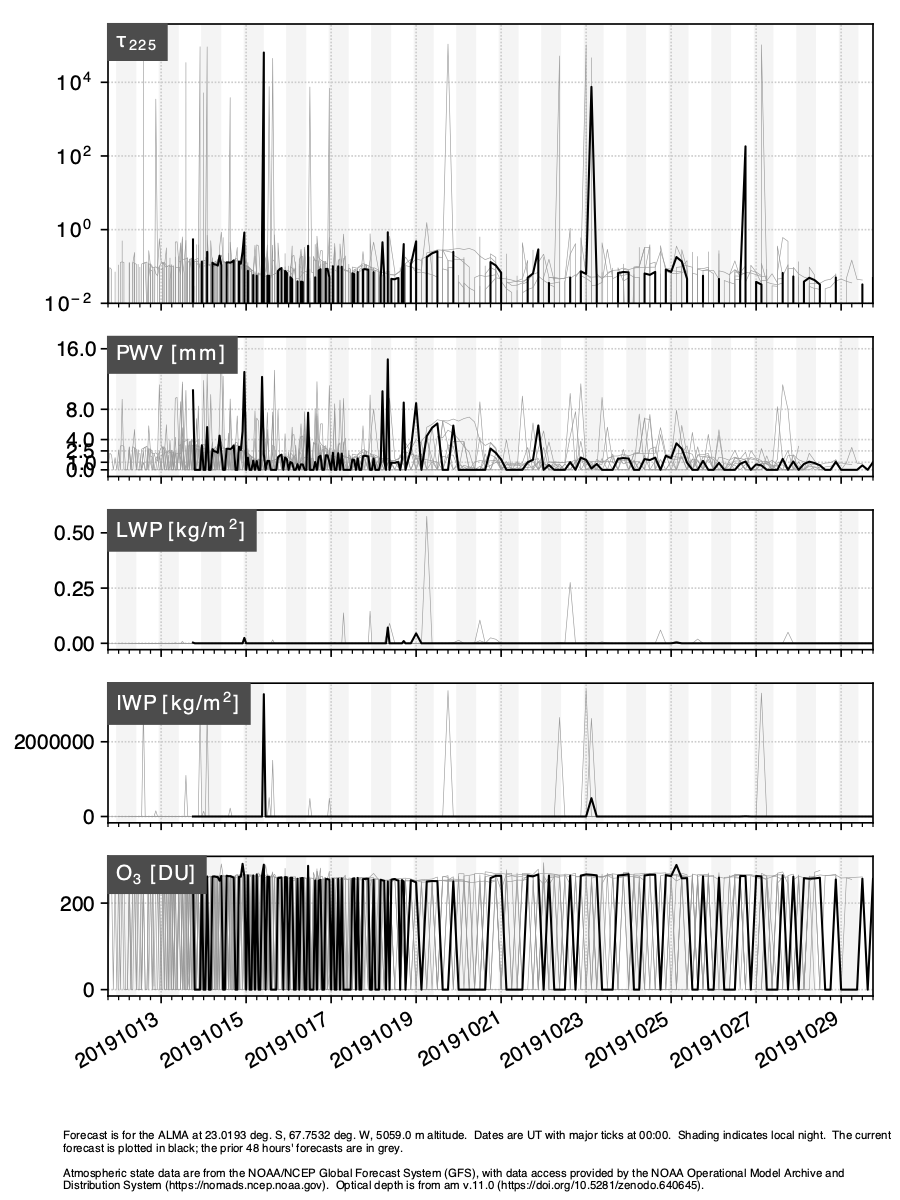 τ225
10⁴
10²
10⁰
10⁻²
PWV [mm]
16.0
8.0
4.0
2.5
1.0
0.0
LWP [kg/m²]
0.50
0.25
0.00
IWP [kg/m²]
2000000
0
O₃ [DU]
200
0
20191013 20191015 20191017 20191019 20191021 20191023 20191025 20191027 20191029
Forecast is for the ALMA at 23.0193 deg. S, 67.7532 deg. W, 5059.0 m altitude. Dates are UT with major ticks at 00:00. Shading indicates local night. The current
forecast is plotted in black; the prior 48 hours' forecasts are in grey.
Atmospheric state data are from the NOAA/NCEP Global Forecast System (GFS), with data access provided by the NOAA Operational Model Archive and
Distribution System (https://nomads.ncep.noaa.gov). Optical depth is from am v.11.0 (https://doi.org/10.5281/zenodo.640645).